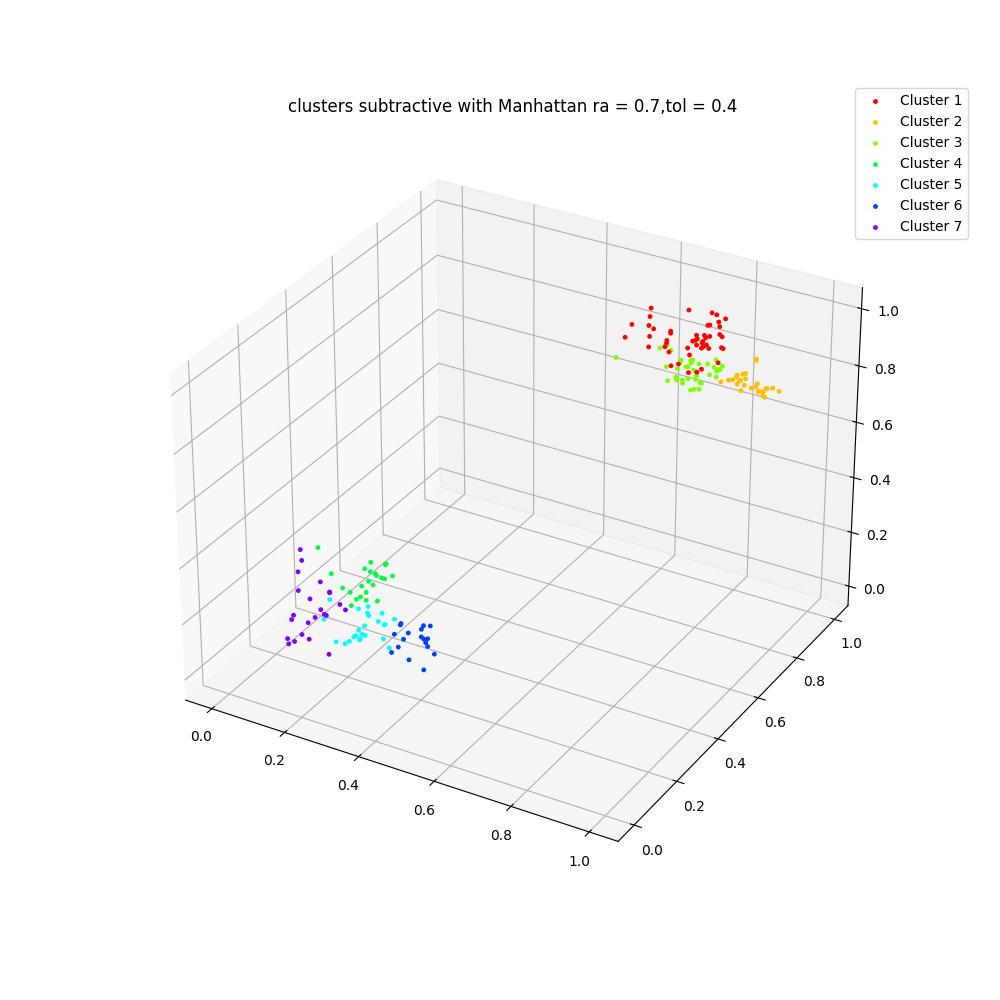 clusters subtractive with Manhattan ra = 0.7,tol = 0.4
Cluster 1
Cluster 2
Cluster 3
Cluster 4
Cluster 5
Cluster 6
Cluster 7
1.0
0.8
0.6
0.4
0.2
0.0
1.0
0.8
0.6
0.4
0.2
0.0
0.0
0.2
0.4
0.6
0.8
1.0